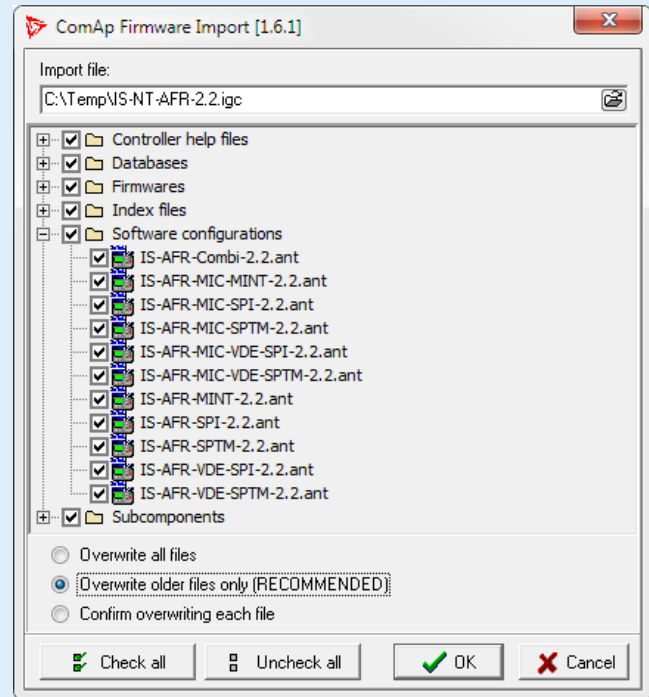 ComAp Firmware Import [1.6.1]
Import file:
C:\Temp\IS-NT-AFR-2.2.igc
Controller help files
Databases
Firmwares
Index files
Software configurations
IS-AFR-Combi-2.2.ant
IS-AFR-MIC-MINT-2.2.ant
IS-AFR-MIC-SPI-2.2.ant
IS-AFR-MIC-SPTM-2.2.ant
IS-AFR-MIC-VDE-SPI-2.2.ant
IS-AFR-MIC-VDE-SPTM-2.2.ant
IS-AFR-MINT-2.2.ant
IS-AFR-SPI-2.2.ant
IS-AFR-SPTM-2.2.ant
IS-AFR-VDE-SPI-2.2.ant
IS-AFR-VDE-SPTM-2.2.ant
Subcomponents
Overwrite all files
Overwrite older files only (RECOMMENDED)
Confirm overwriting each file
Check all Uncheck all OK Cancel